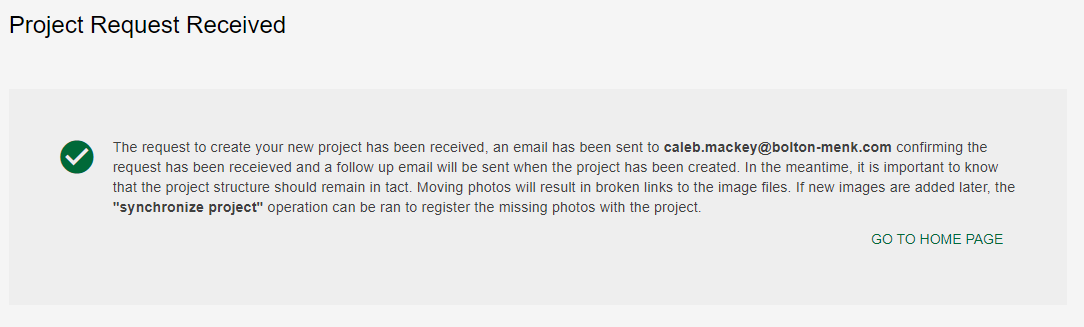 Project Request Received
The request to create your new project has been received, an email has been sent to caleb.mackey@bolton-menk.com confirming the
request has been receieved and a follow up email will be sent when the project has been created. In the meantime, it is important to know
that the project structure should remain in tact. Moving photos will result in broken links to the image files. If new images are added later, the
"synchronize project" operation can be ran to register the missing photos with the project.
GO TO HOME PAGE